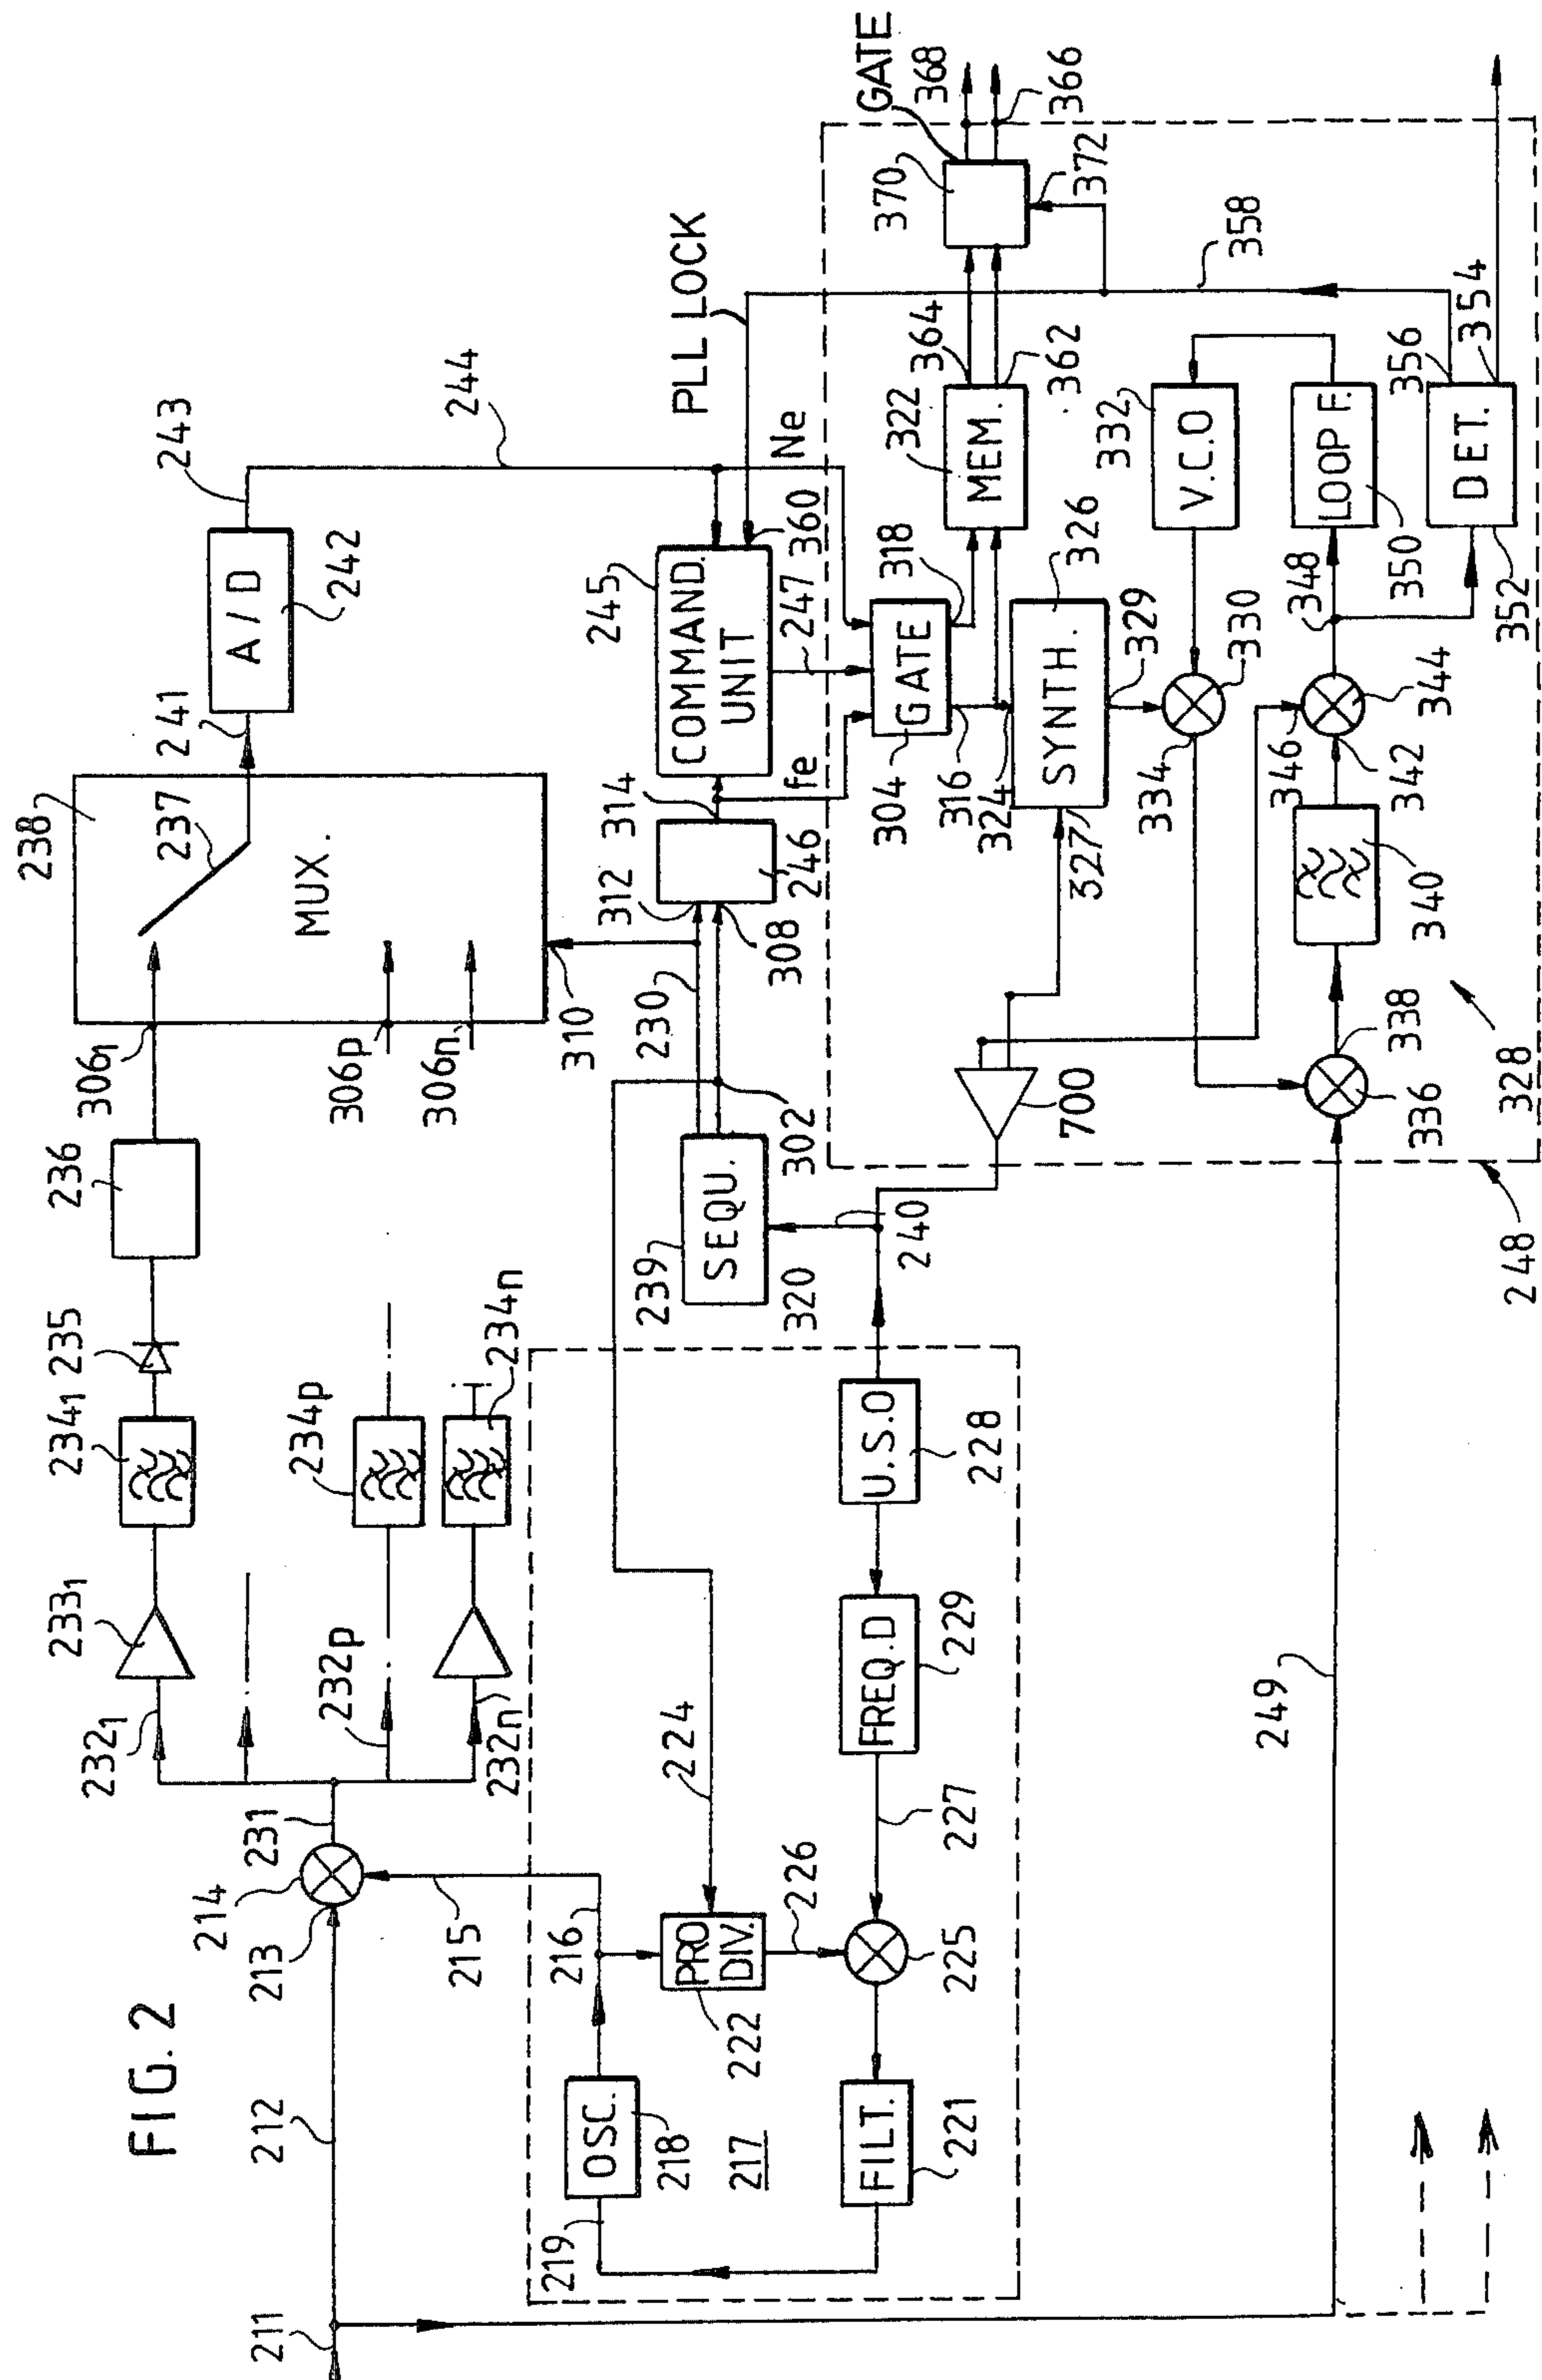 FIG. 2
211
212
213
214
215
216
217
218
OSC.
219
FILT.
221
PRO
DIV.
222
224
225
226
227
FREQ.D
229
U.S.O
228
231
232₁
232p
232n
233₁
234₁
234p
234n
235
236
306₁
306p
306n
238
237
MUX.
310
241
A/D
242
243
244
239
SEQU.
320
240
302
230
312
308
246
314
fe
245
COMMAND.
UNIT
247
360
Ne
PLL LOCK
304
GATE
316
318
322
MEM.
364
362
370
GATE
368
366
372
324
SYNTH.
326
327
329
700
332
V.C.O
330
334
336
338
340
342
344
346
348
LOOP F.
350
DET.
352
354
356
358
328
248
249